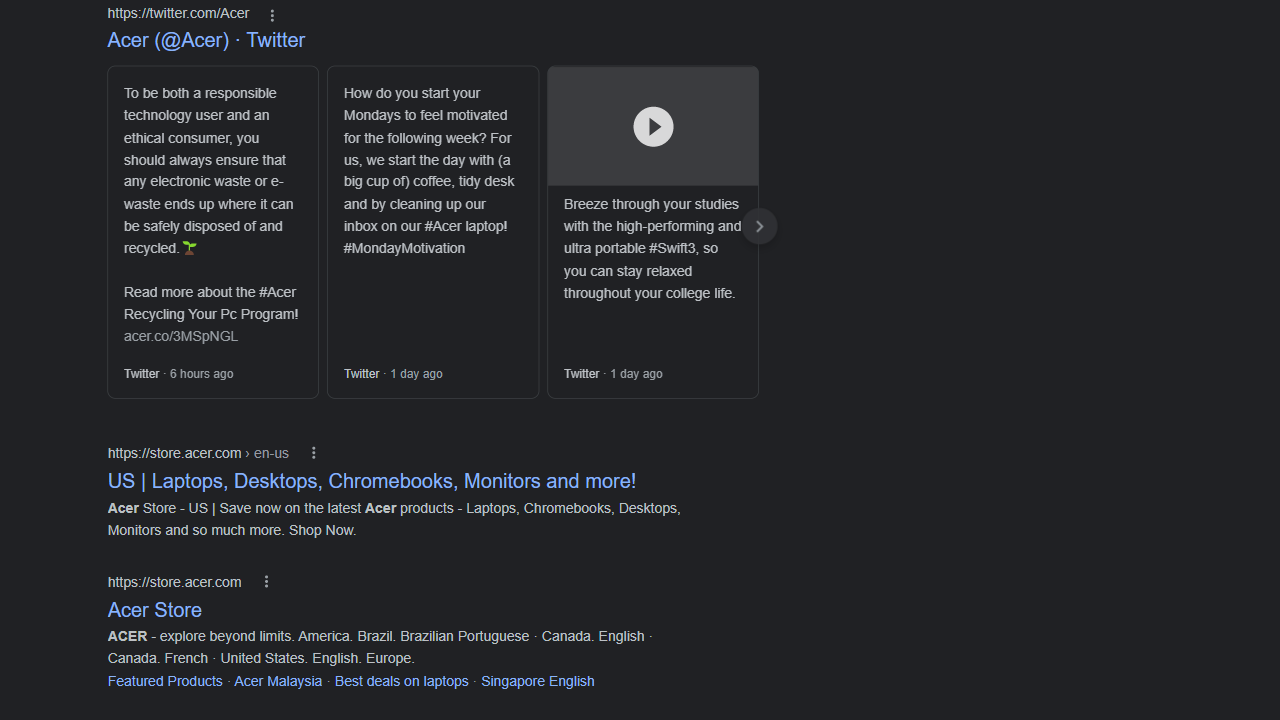 https://twitter.com/Acer
Acer (@Acer) · Twitter
To be both a responsible
technology user and an
ethical consumer, you
should always ensure that
any electronic waste or e-
waste ends up where it can
be safely disposed of and
recycled.🌱
Read more about the #Acer
Recycling Your Pc Program!
acer.co/3MSpNGL
Twitter · 6 hours ago
How do you start your
Mondays to feel motivated
for the following week? For
us, we start the day with (a
big cup of) coffee, tidy desk
and by cleaning up our
inbox on our #Acer laptop!
#MondayMotivation
Twitter · 1 day ago
Breeze through your studies
with the high-performing and
ultra portable #Swift3, so
you can stay relaxed
throughout your college life.
Twitter · 1 day ago
https://store.acer.com › en-us
US | Laptops, Desktops, Chromebooks, Monitors and more!
Acer Store - US | Save now on the latest Acer products - Laptops, Chromebooks, Desktops,
Monitors and so much more. Shop Now.
https://store.acer.com
Acer Store
ACER - explore beyond limits. America. Brazil. Brazilian Portuguese · Canada. English ·
Canada. French · United States. English. Europe.
Featured Products · Acer Malaysia · Best deals on laptops · Singapore English